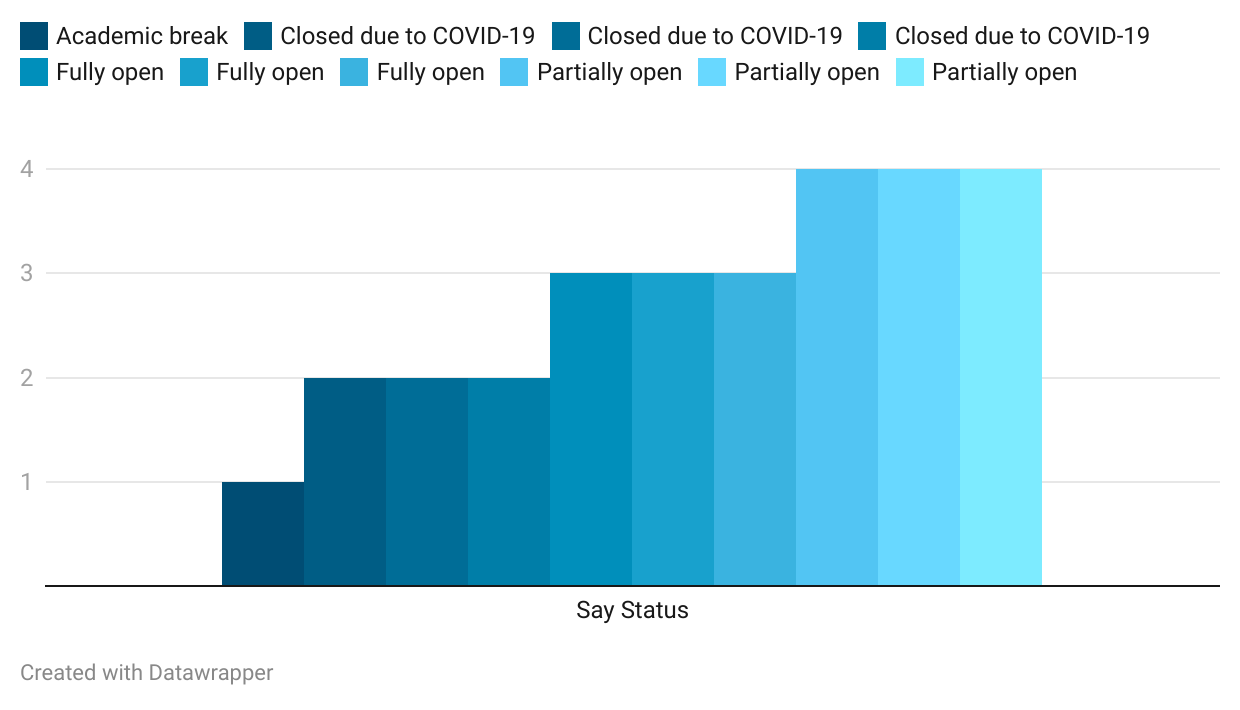 Academic break Closed due to COVID-19 Closed due to COVID-19 Closed due to COVID-19
Fully open Fully open Fully open Partially open Partially open Partially open
4
3
2
1
Say Status
Created with Datawrapper